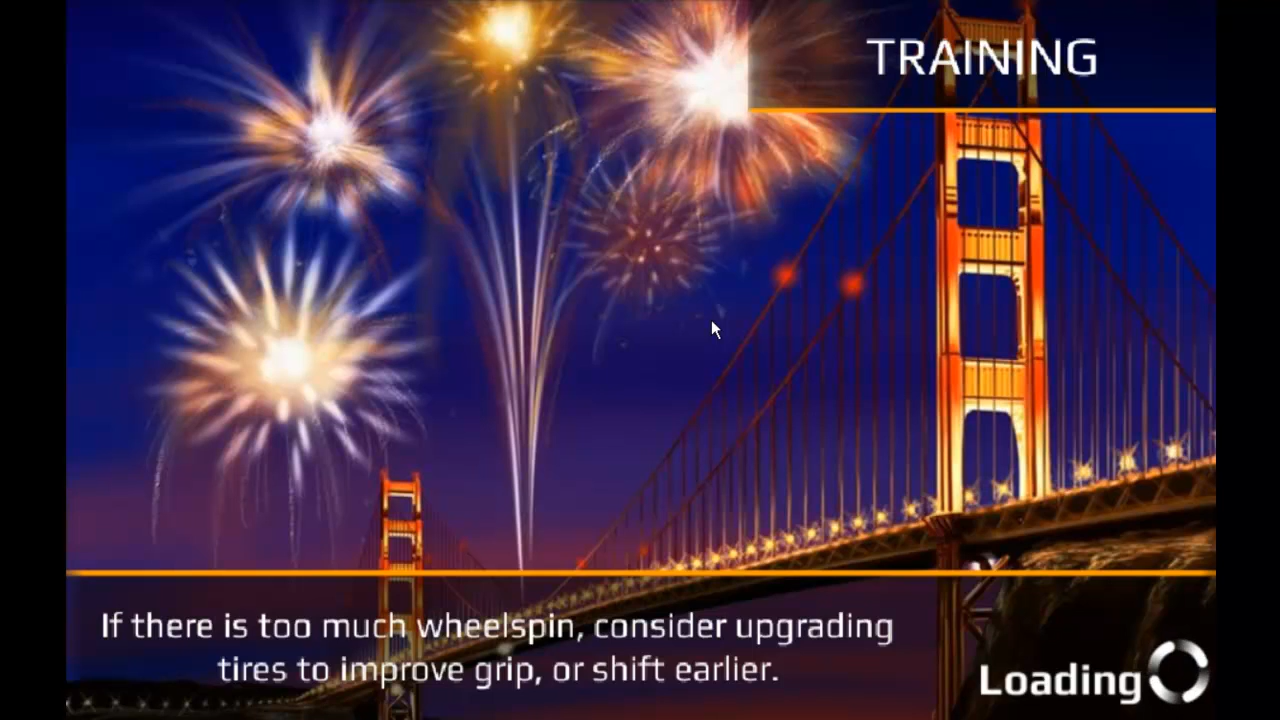 TRAINING
If there is too much wheelspin, consider upgrading
tires to improve grip, or shift earlier.
Loading